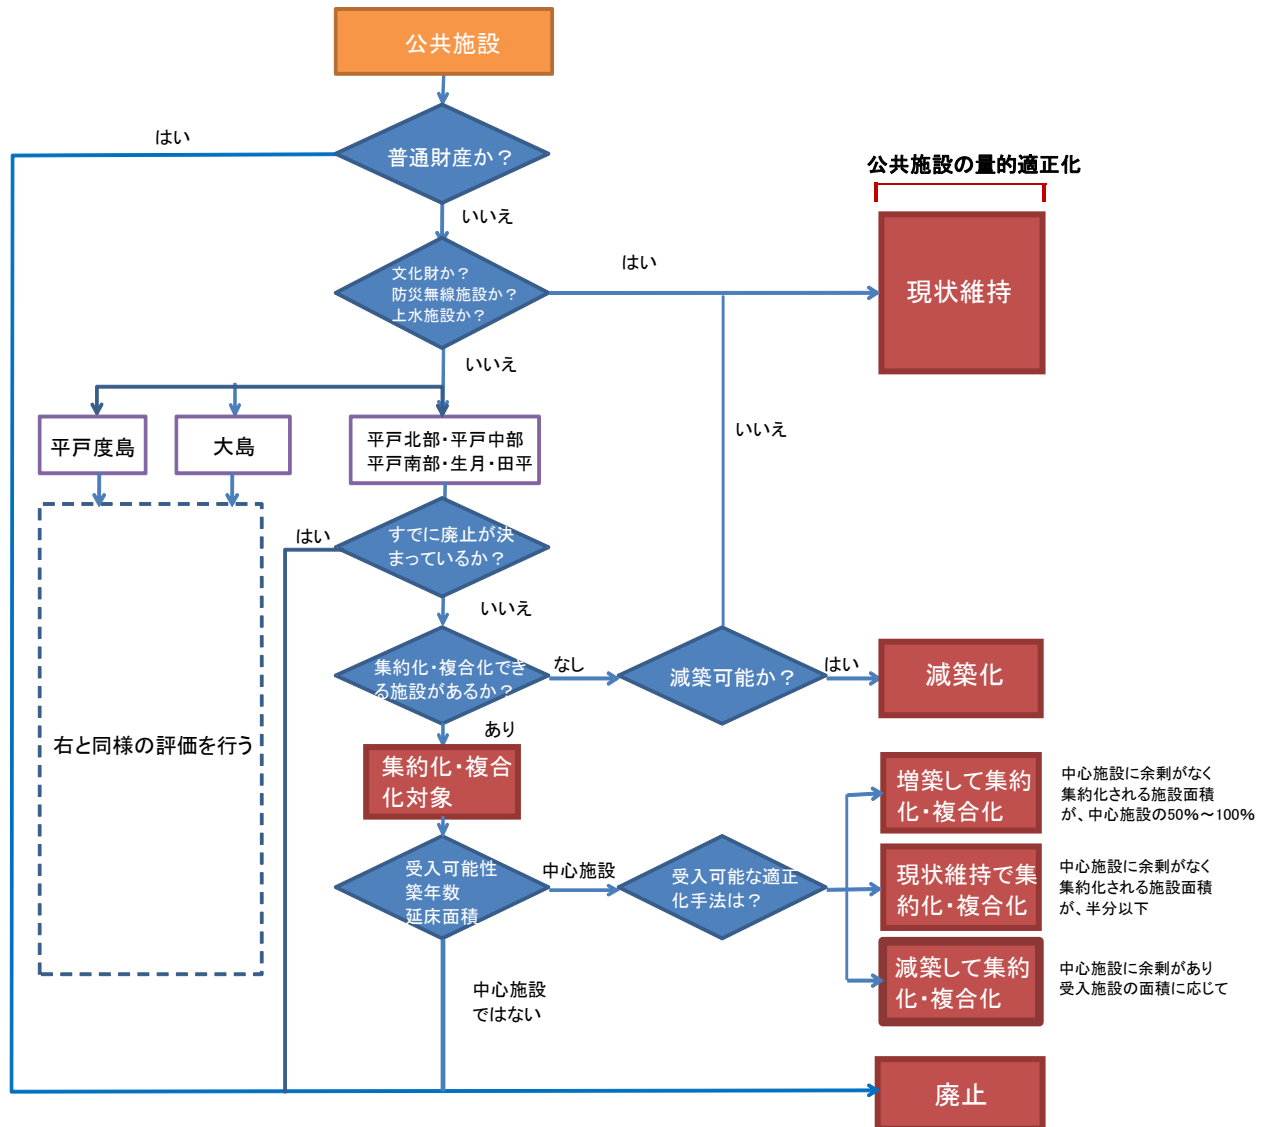 公共施設
はい
普通財産か？
公共施設の量的適正化
いいえ
文化財か？
防災無線施設か？
上水施設か？
はい
現状維持
いいえ
平戸度島
大島
平戸北部・平戸中部
平戸南部・生月・田平
いいえ
はい
すでに廃止が決
まっているか？
いいえ
集約化・複合化でき
る施設があるか？
なし
減築可能か？
はい
減築化
あり
右と同様の評価を行う
集約化・複合
化対象
増築して集約
化・複合化
中心施設に余剰がなく
集約化される施設面積
が、中心施設の50％～100％
受入可能性
築年数
延床面積
中心施設
受入可能な適正
化手法は？
現状維持で集
約化・複合化
中心施設に余剰がなく
集約化される施設面積
が、半分以下
減築して集約
化・複合化
中心施設に余剰があり
受入施設の面積に応じて
中心施設
ではない
廃止